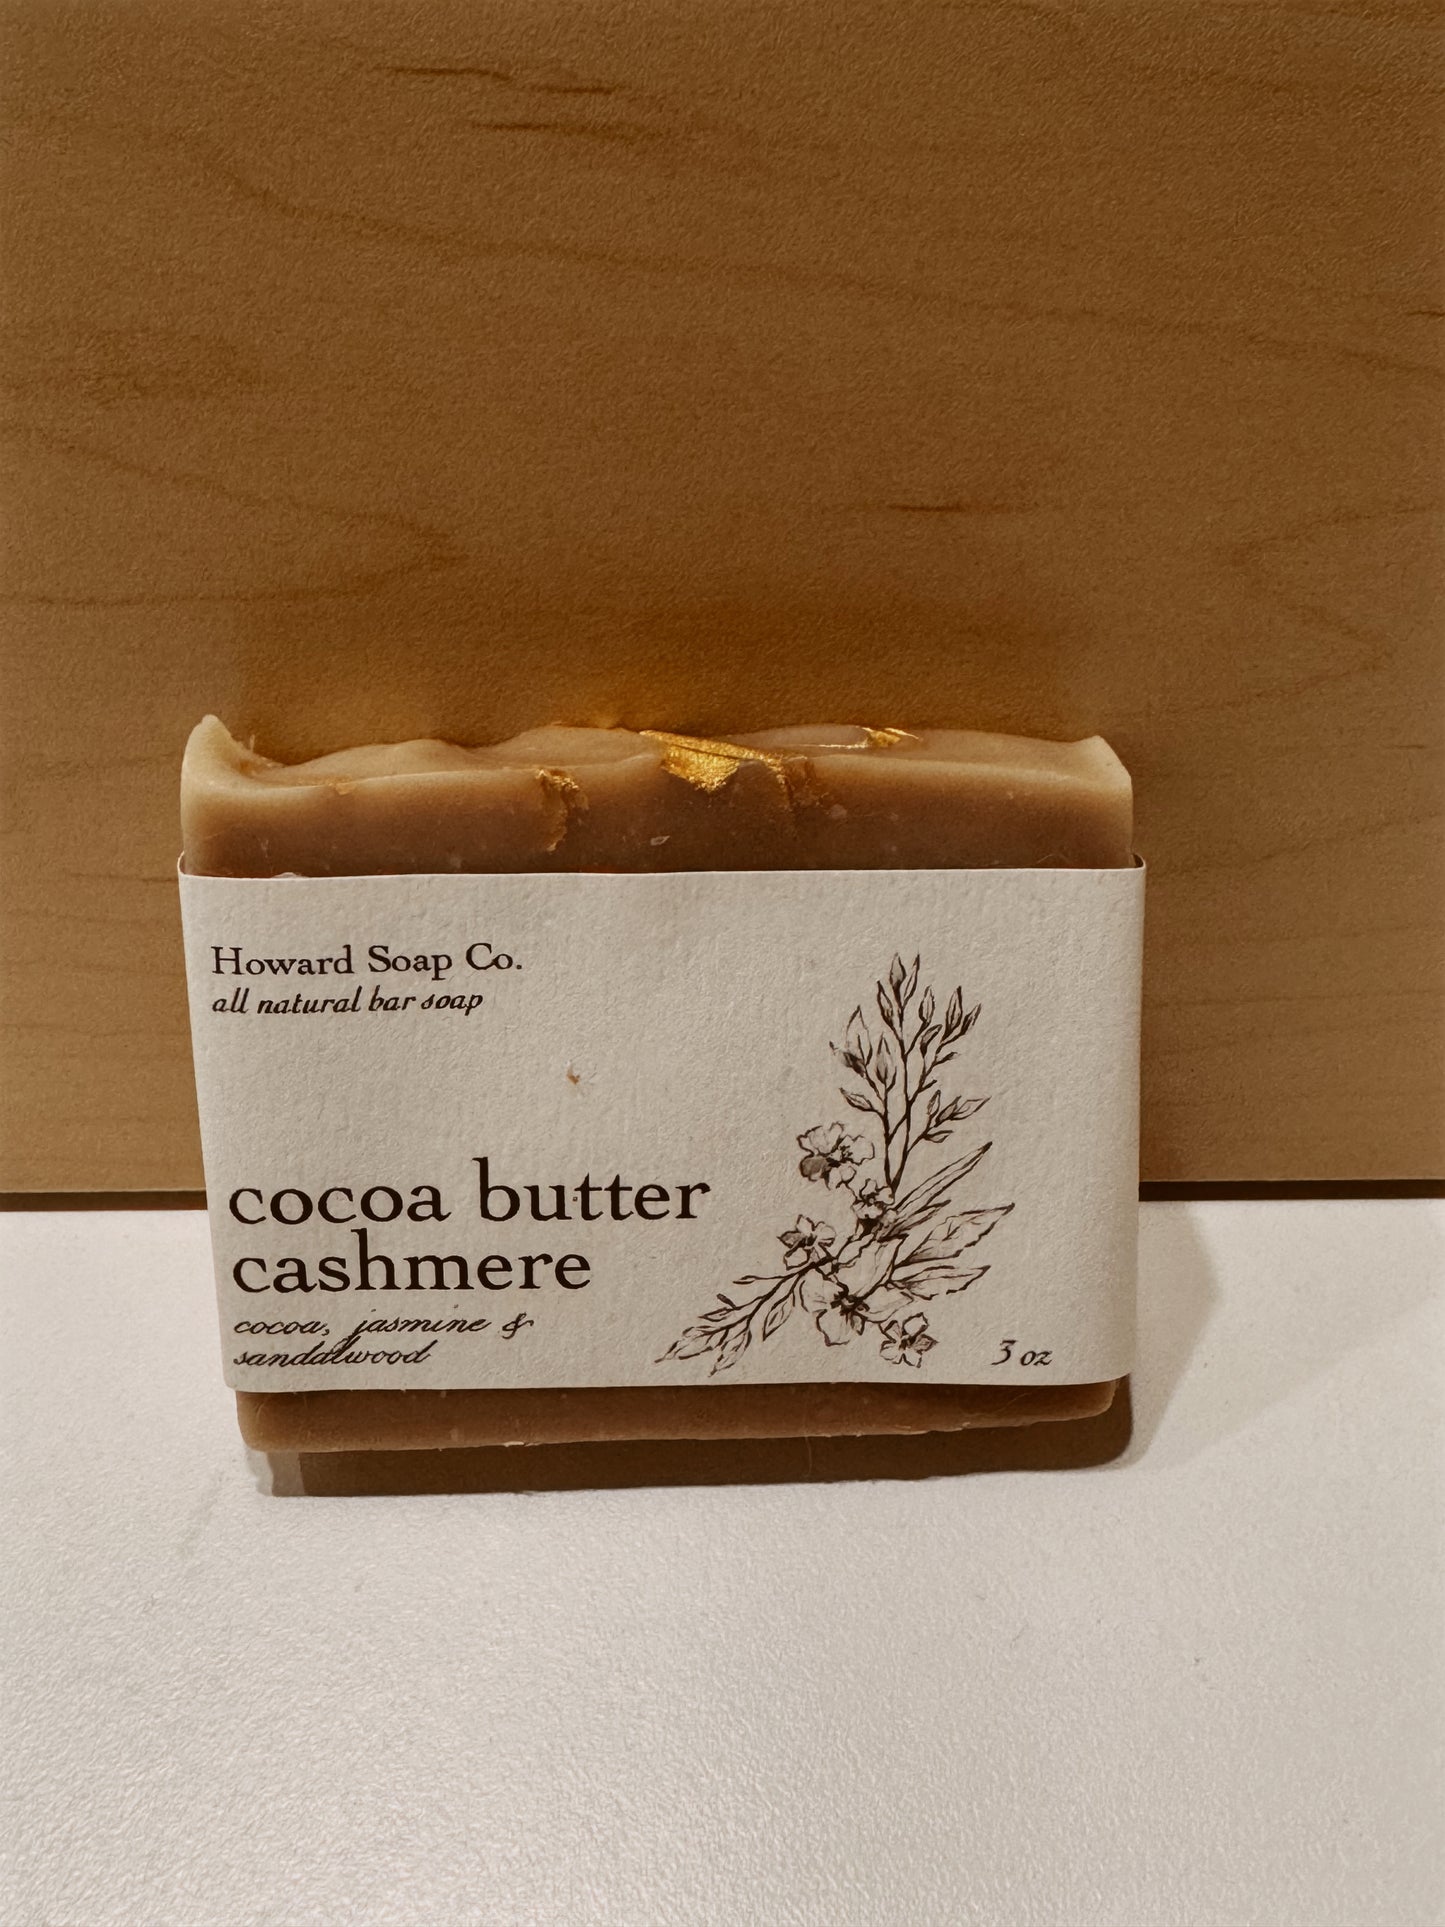 Howard Soap Co.
all natural bar soap
cocoa butter
cashmere
cocoa, jasmine &
sandalwood
3 oz